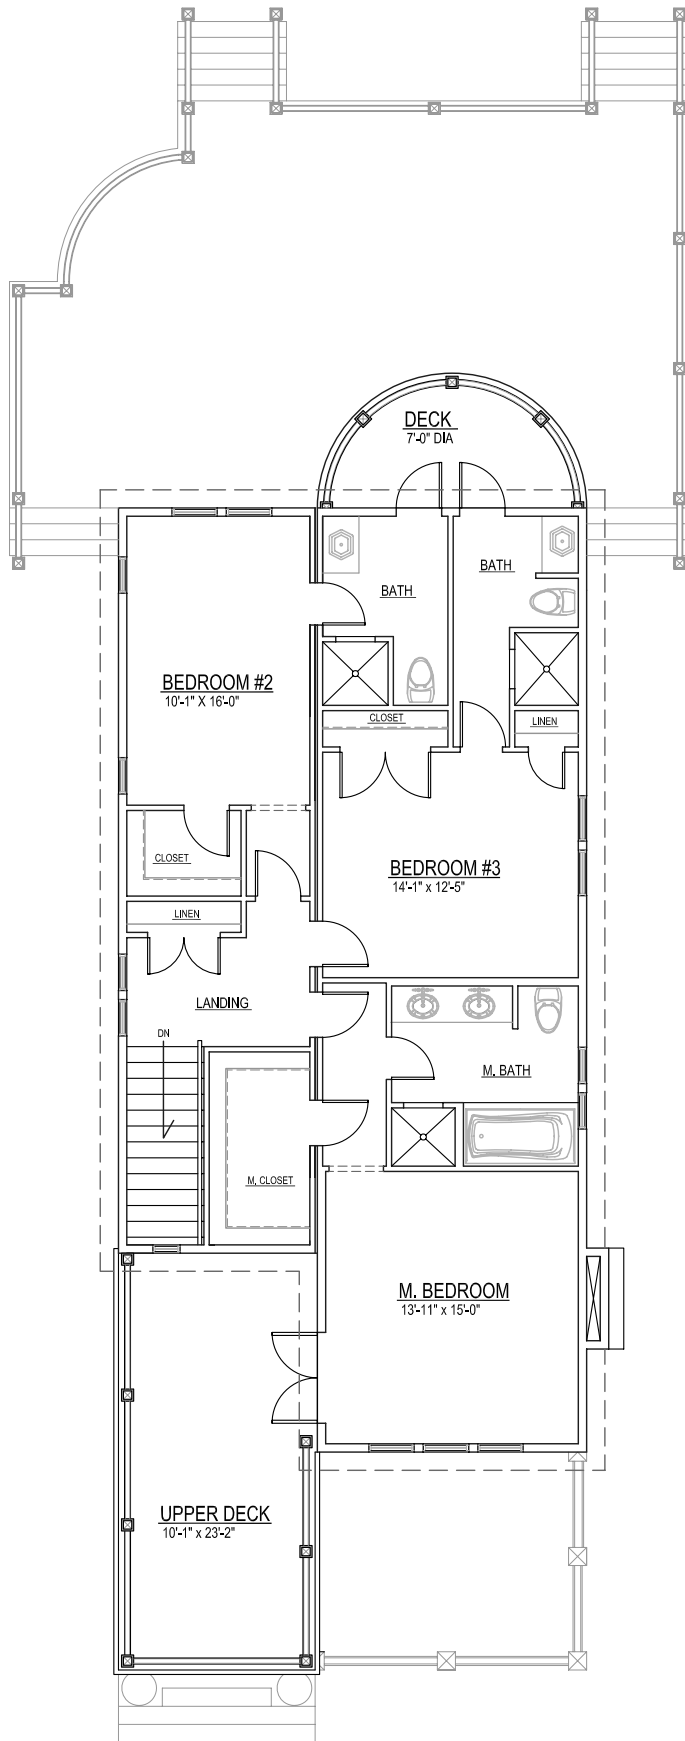 DECK
7'-0" DIA
BATH
BATH
BEDROOM #2
10'-1" X 16'-0"
CLOSET
LINEN
CLOSET
BEDROOM #3
14'-1" x 12'-5"
LINEN
LANDING
DN
M. BATH
M. CLOSET
M. BEDROOM
13'-11" x 15'-0"
UPPER DECK
10'-1" x 23'-2"